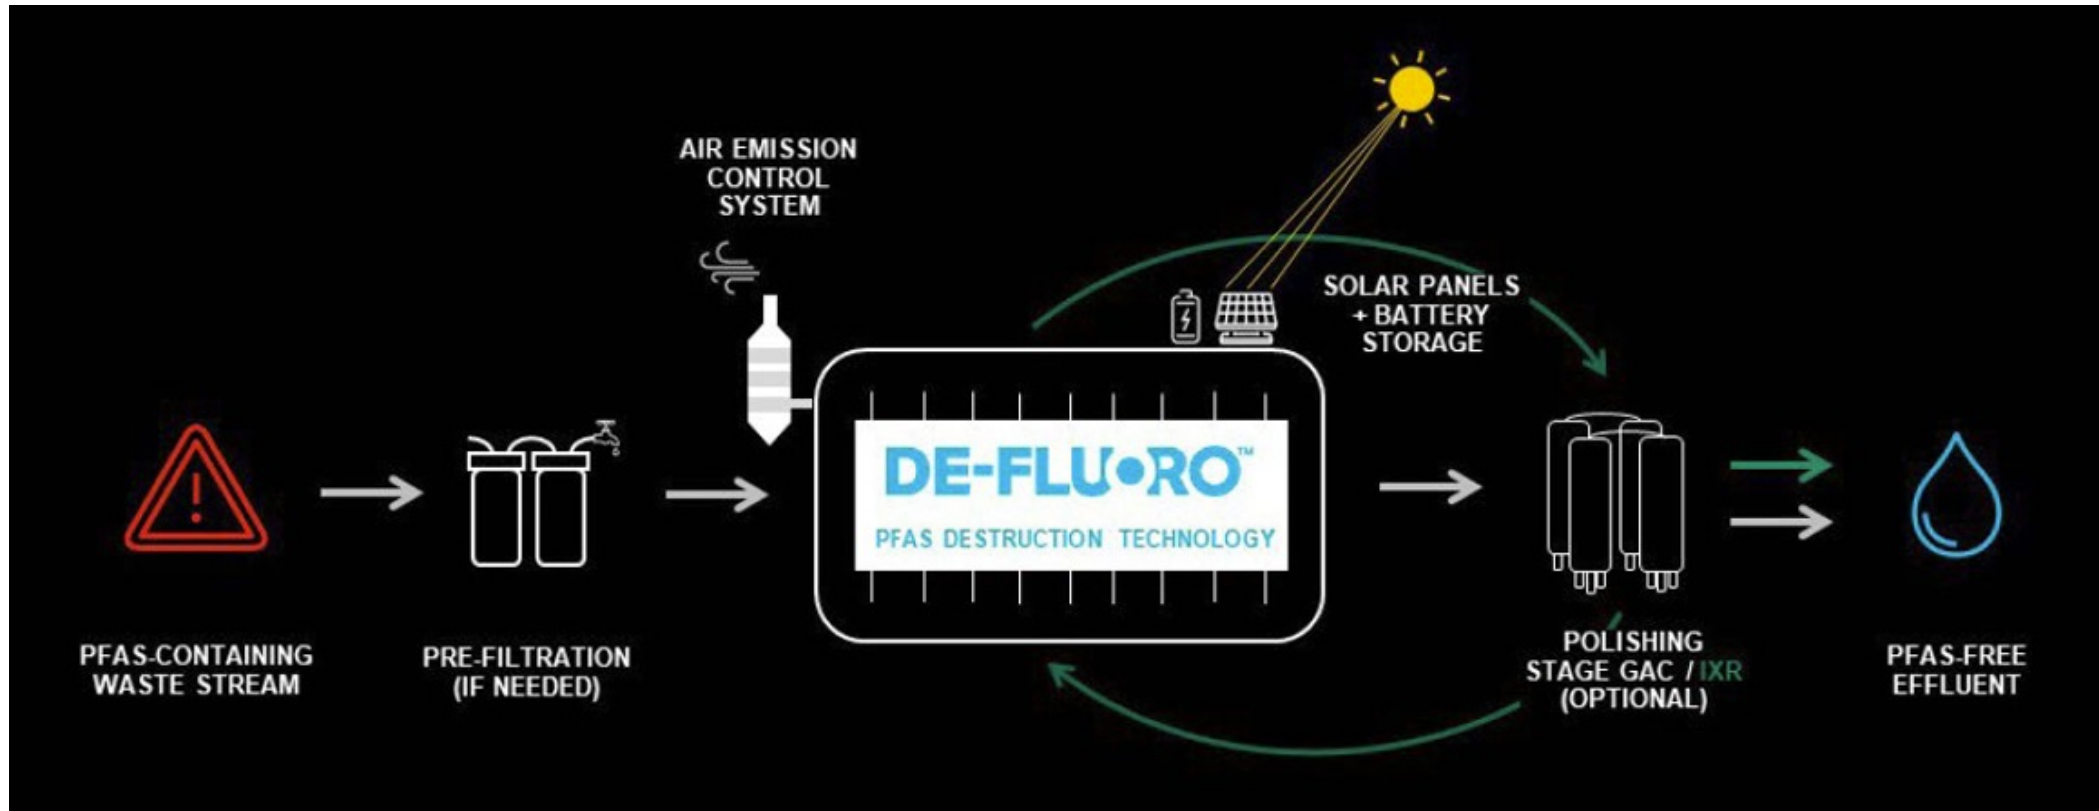 AIR EMISSION
CONTROL
SYSTEM
SOLAR PANELS
+ BATTERY
STORAGE
DE-FLU•RO™
PFAS DESTRUCTION TECHNOLOGY
PFAS-CONTAINING
WASTE STREAM
PRE-FILTRATION
(IF NEEDED)
POLISHING
STAGE GAC / IXR
(OPTIONAL)
PFAS-FREE
EFFLUENT